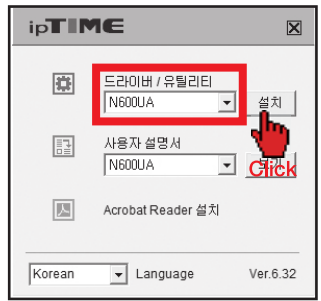 ipTIME
드라이버 / 유틸리티
N600UA
설치
사용자 설명서
N600UA
Click
Acrobat Reader 설치
Korean
Language
Ver.6.32